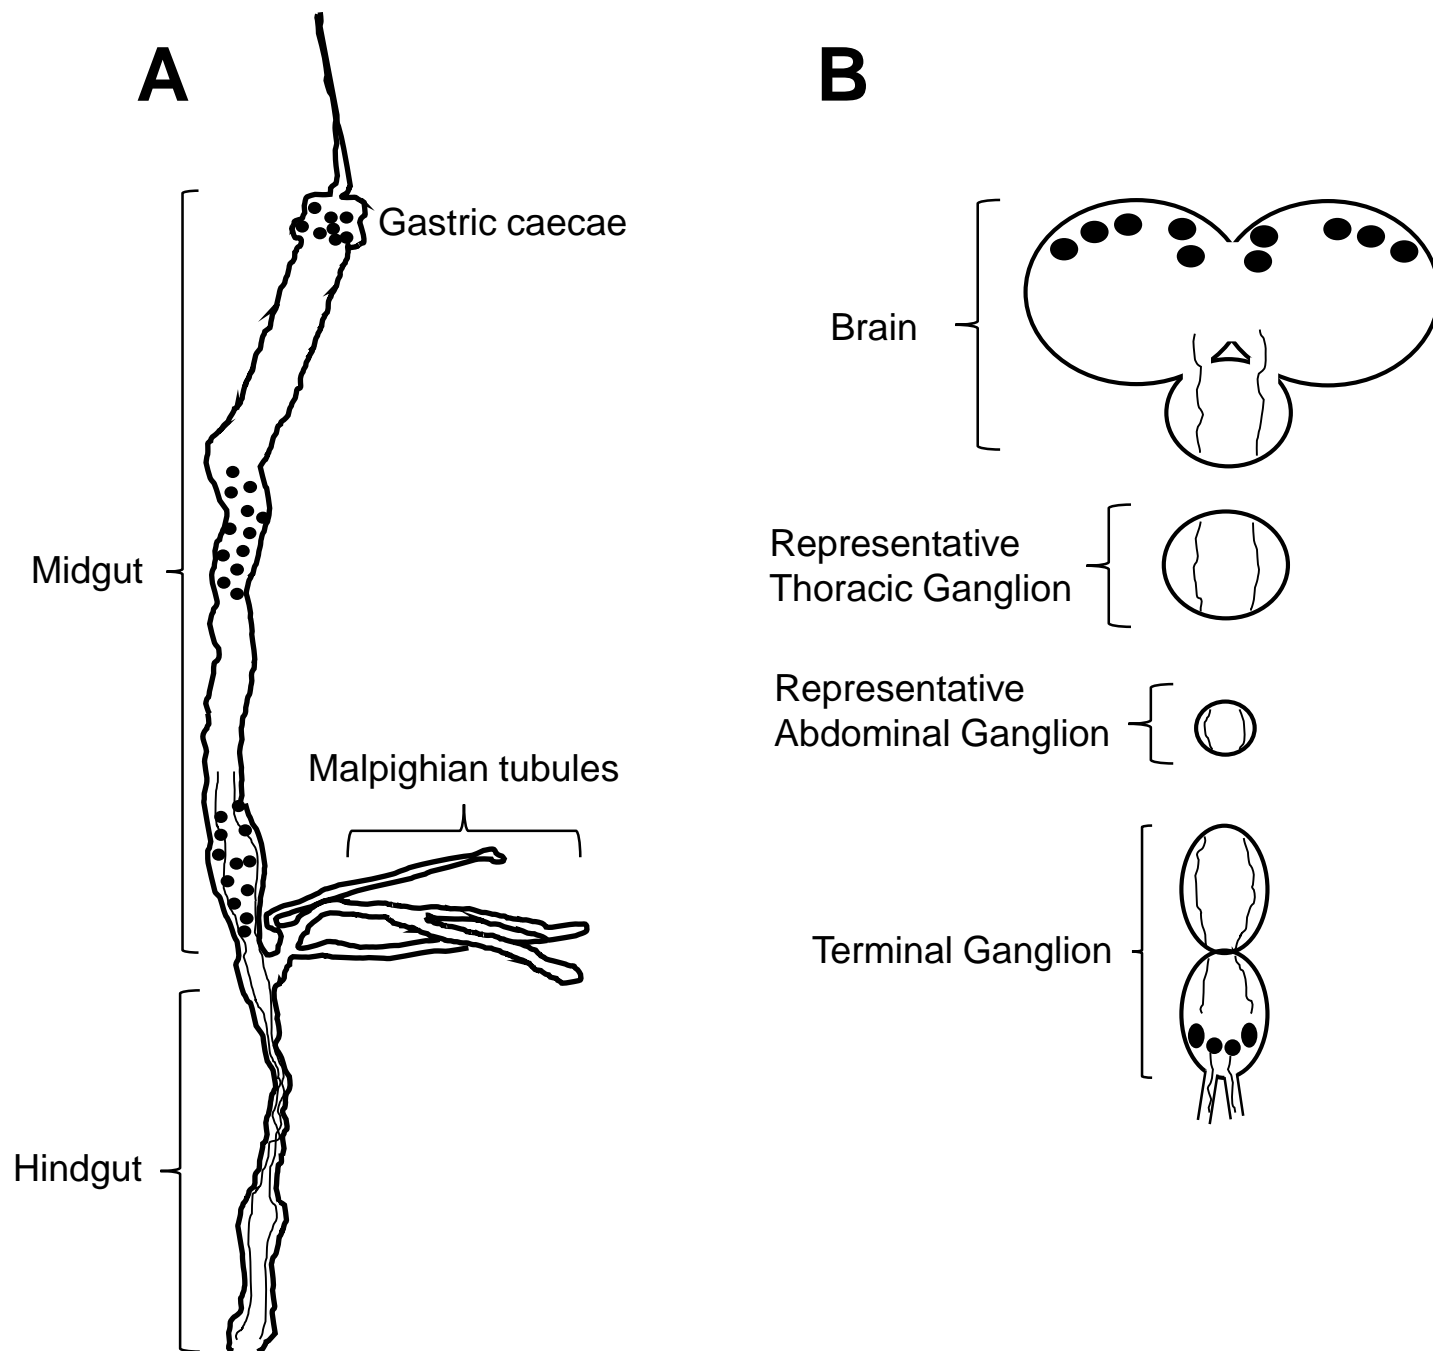 A
B
Gastric caecae
Brain
Midgut
Representative
Thoracic Ganglion
Representative
Abdominal Ganglion
Malpighian tubules
Terminal Ganglion
Hindgut